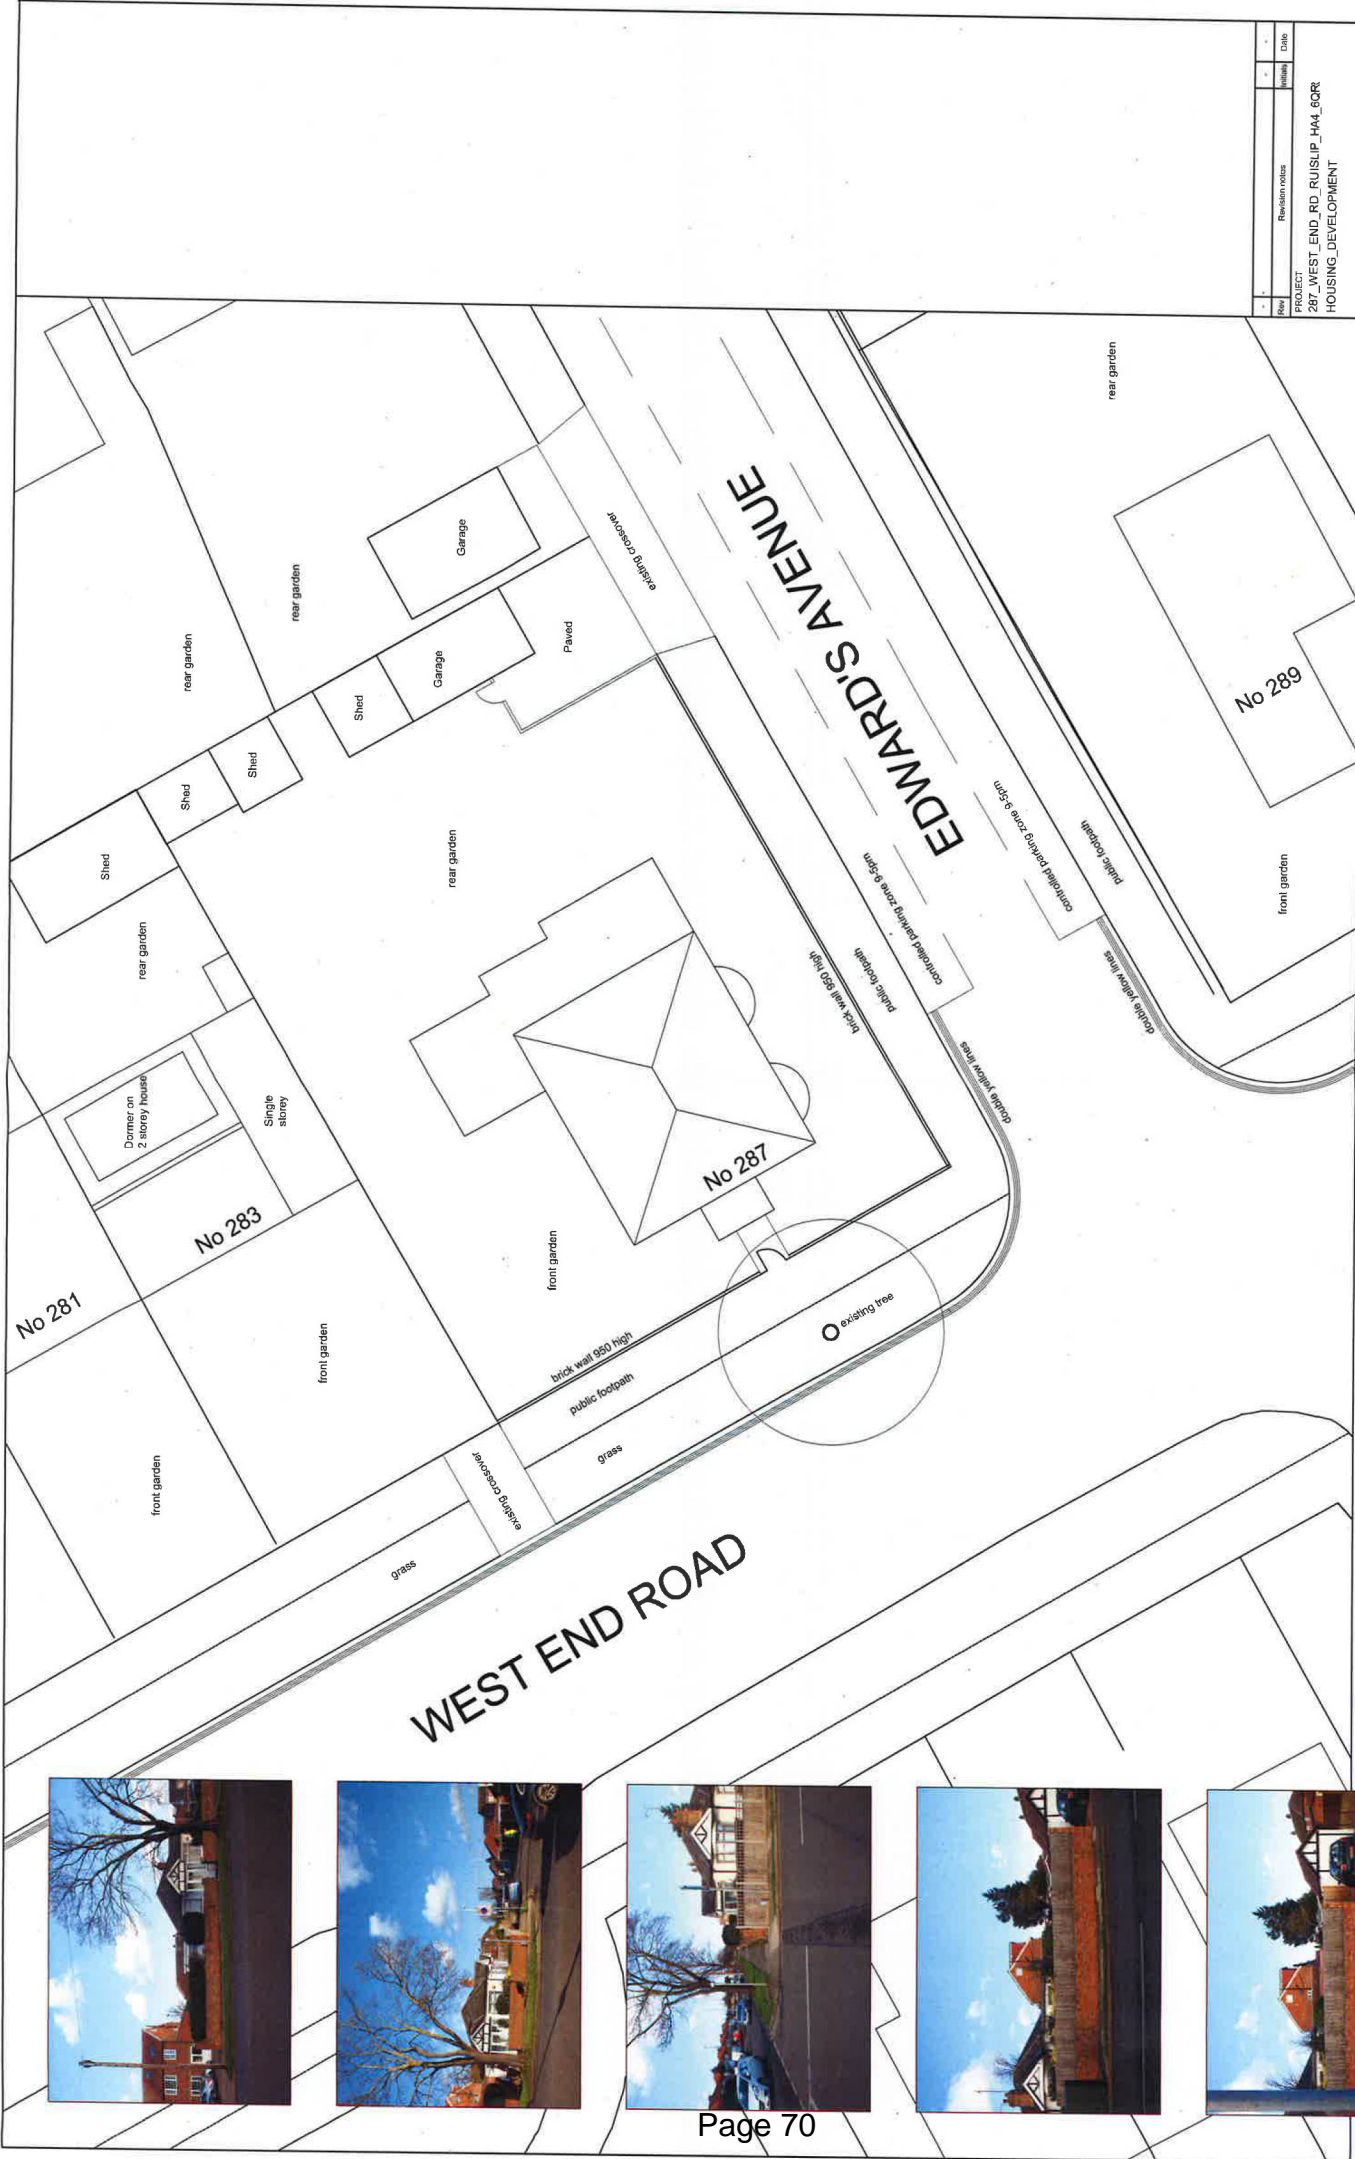 -
-
-
Rev
Revision notes
Initials
Date
PROJECT
287_WEST_END_RD_RUISLIP_HA4_6QR
HOUSING_DEVELOPMENT
rear garden
Garage
existing crossover
rear garden
rear garden
Garage
Paved
Shed
Shed
Shed
Shed
rear garden
rear garden
EDWARD'S AVENUE
No 289
front garden
controlled parking zone 9-5pm
public footpath
double yellow lines
controlled parking zone 9-5pm
public footpath
brick wall 950 high
double yellow lines
Dormer on
2 storey house
Single
storey
No 287
No 283
No 281
front garden
front garden
front garden
brick wall 950 high
public footpath
existing tree
grass
existing crossover
grass
WEST END ROAD
Page 70